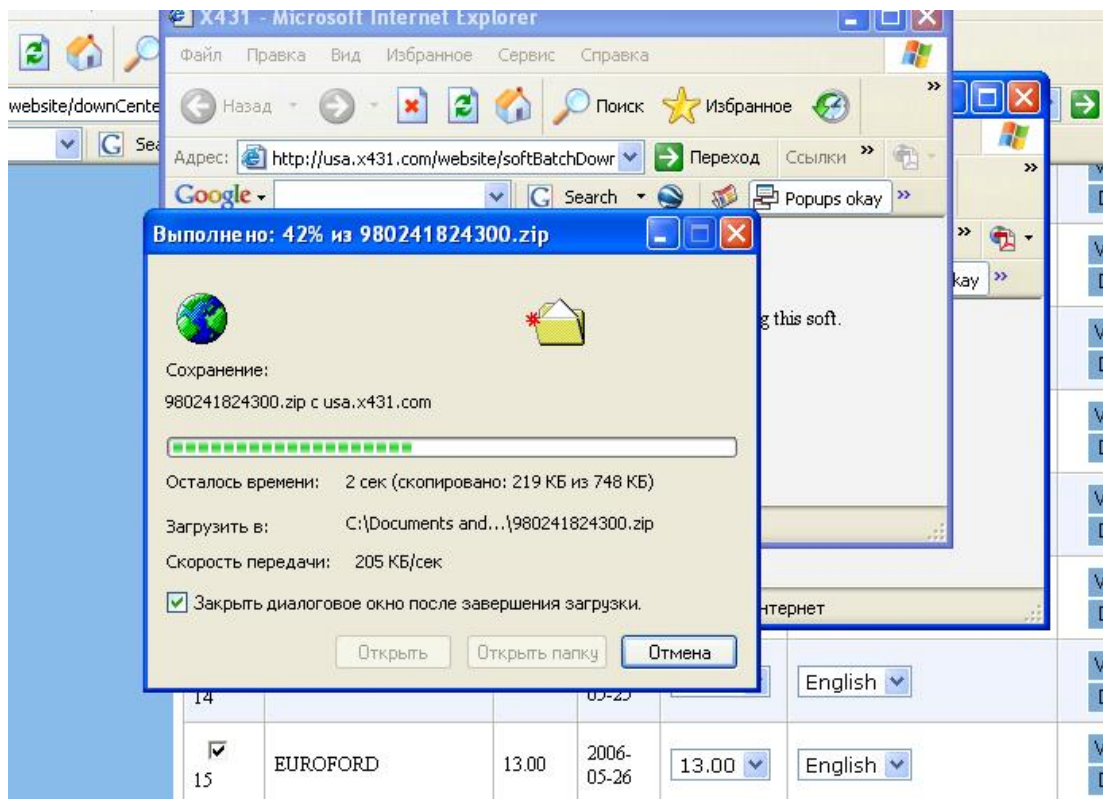 X431 - Microsoft Internet Explorer
Файл Правка Вид Избранное Сервис Справка
Назад Поиск Избранное »
website/downCente
Адрес: http://usa.x431.com/website/softBatchDowr Переход Ссылки »
G Sea
Google Search Popups okay »
»
»
kay »
Выполнено: 42% из 980241824300.zip
g this soft.
Сохранение:
980241824300.zip с usa.x431.com
Осталось времени: 2 сек (скопировано: 219 КБ из 748 КБ)
Загрузить в: C:\Documents and...\980241824300.zip
Скорость передачи: 205 КБ/сек
Закрыть диалоговое окно после завершения загрузки.
нтернет
Открыть Открыть папку Отмена
14 05-25 English
15 EUROFORD 13.00 2006-
05-26 13.00 English